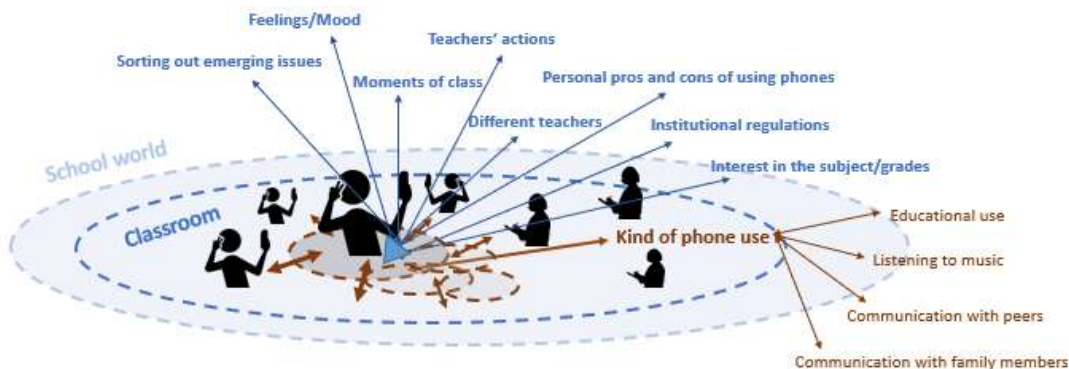 Feelings/Mood
Teachers' actions
Sorting out emerging issues
Moments of class
Personal pros and cons of using phones
Different teachers
Institutional regulations
Interest in the subject/grades
School world
Classroom
Kind of phone use
Educational use
Listening to music
Communication with peers
Communication with family members